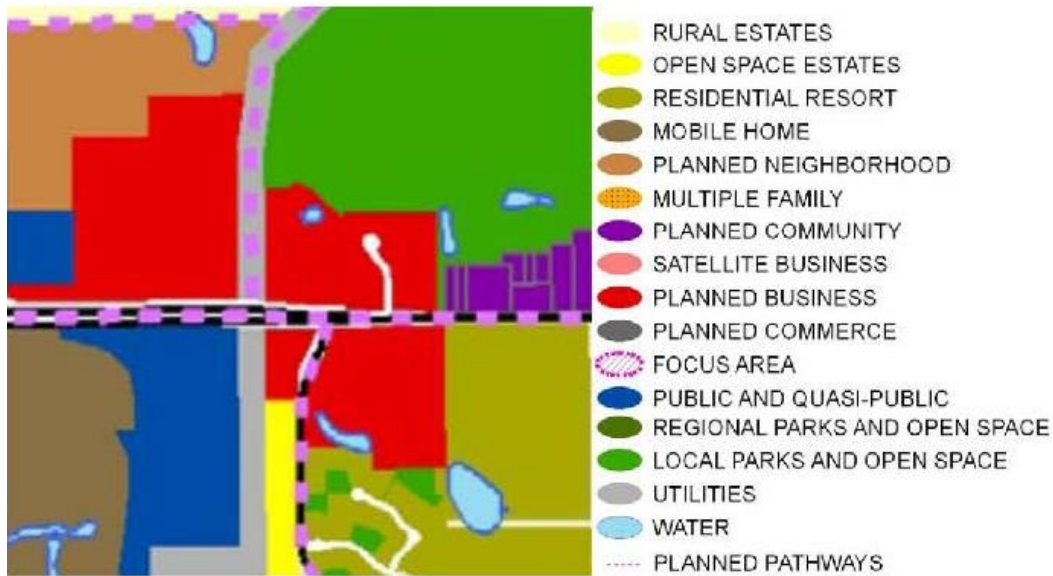 RURAL ESTATES
OPEN SPACE ESTATES
RESIDENTIAL RESORT
MOBILE HOME
PLANNED NEIGHBORHOOD
MULTIPLE FAMILY
PLANNED COMMUNITY
SATELLITE BUSINESS
PLANNED BUSINESS
PLANNED COMMERCE
FOCUS AREA
PUBLIC AND QUASI-PUBLIC
REGIONAL PARKS AND OPEN SPACE
LOCAL PARKS AND OPEN SPACE
UTILITIES
WATER
PLANNED PATHWAYS